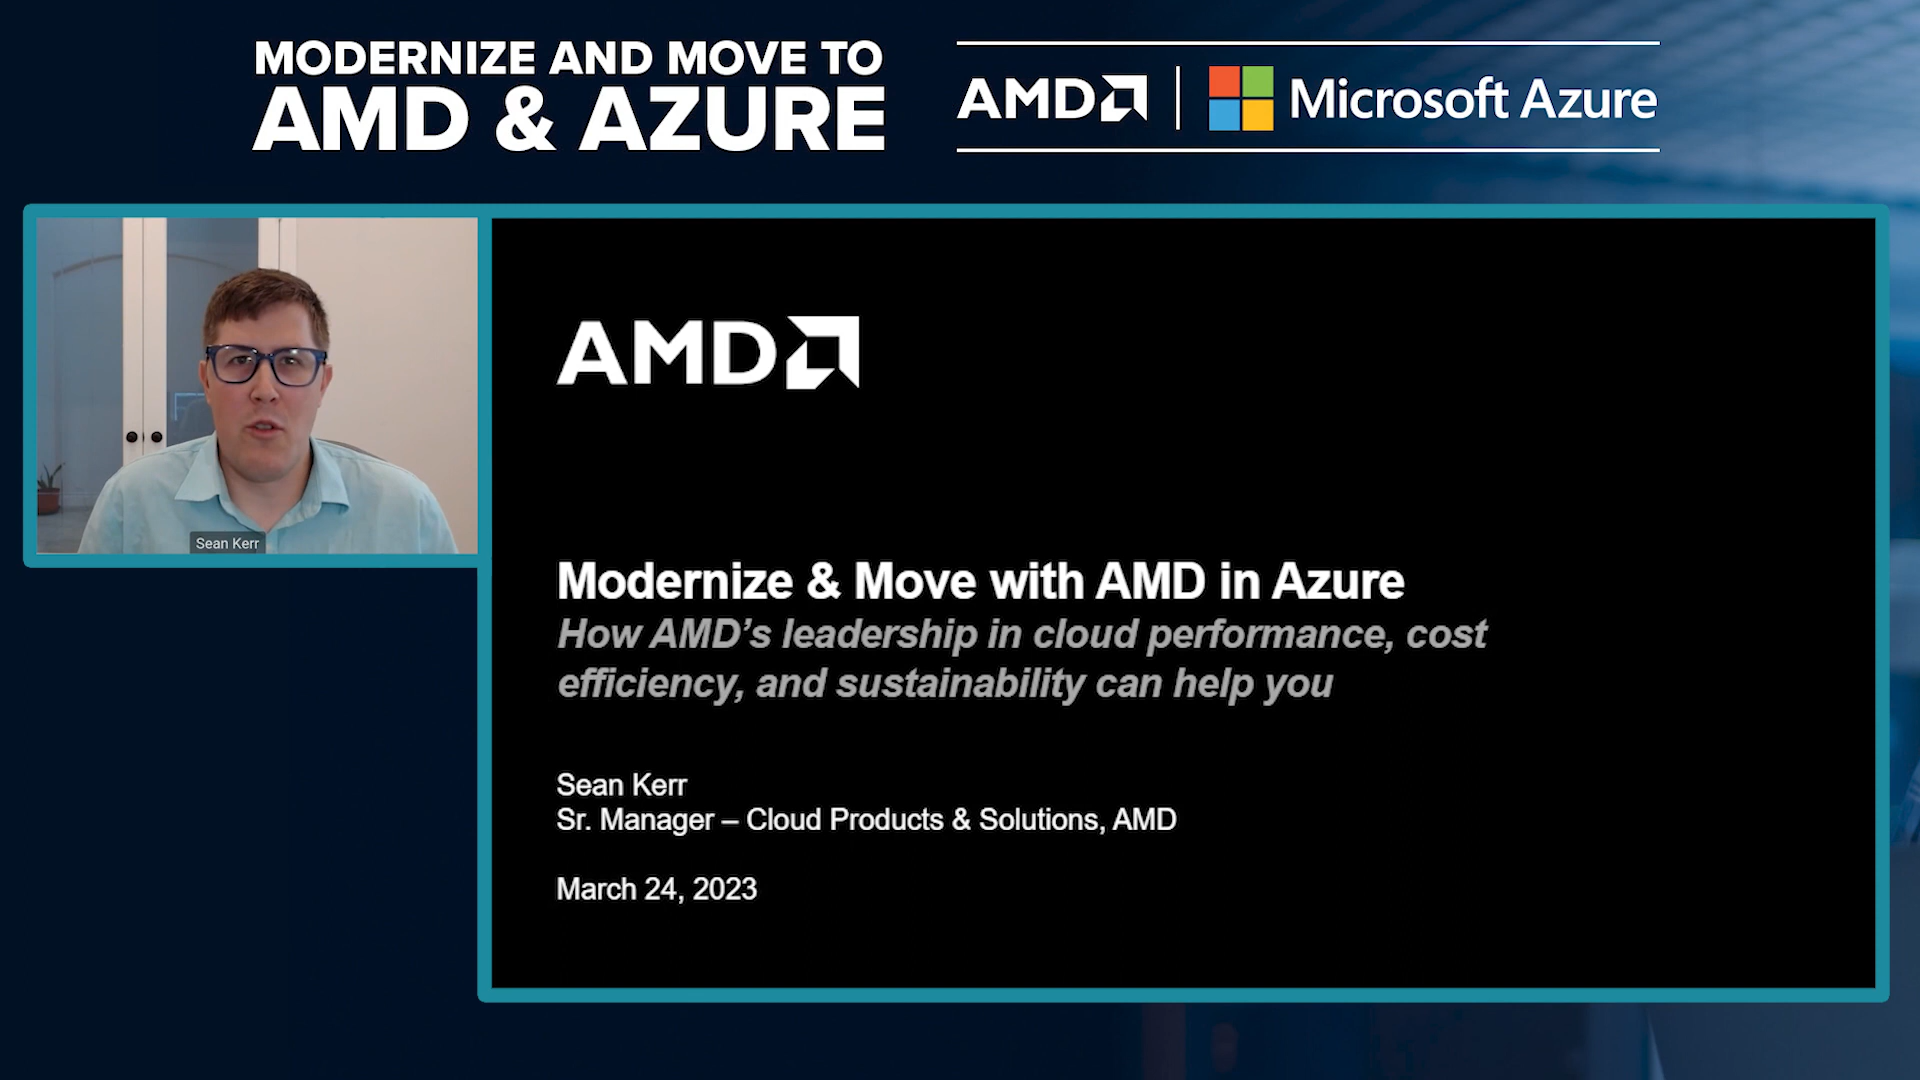 MODERNIZE AND MOVE TO
AMD & AZURE
AMD
Microsoft Azure
Sean Kerr
AMD
Modernize & Move with AMD in Azure
How AMD’s leadership in cloud performance, cost
efficiency, and sustainability can help you
Sean Kerr
Sr. Manager – Cloud Products & Solutions, AMD
March 24, 2023